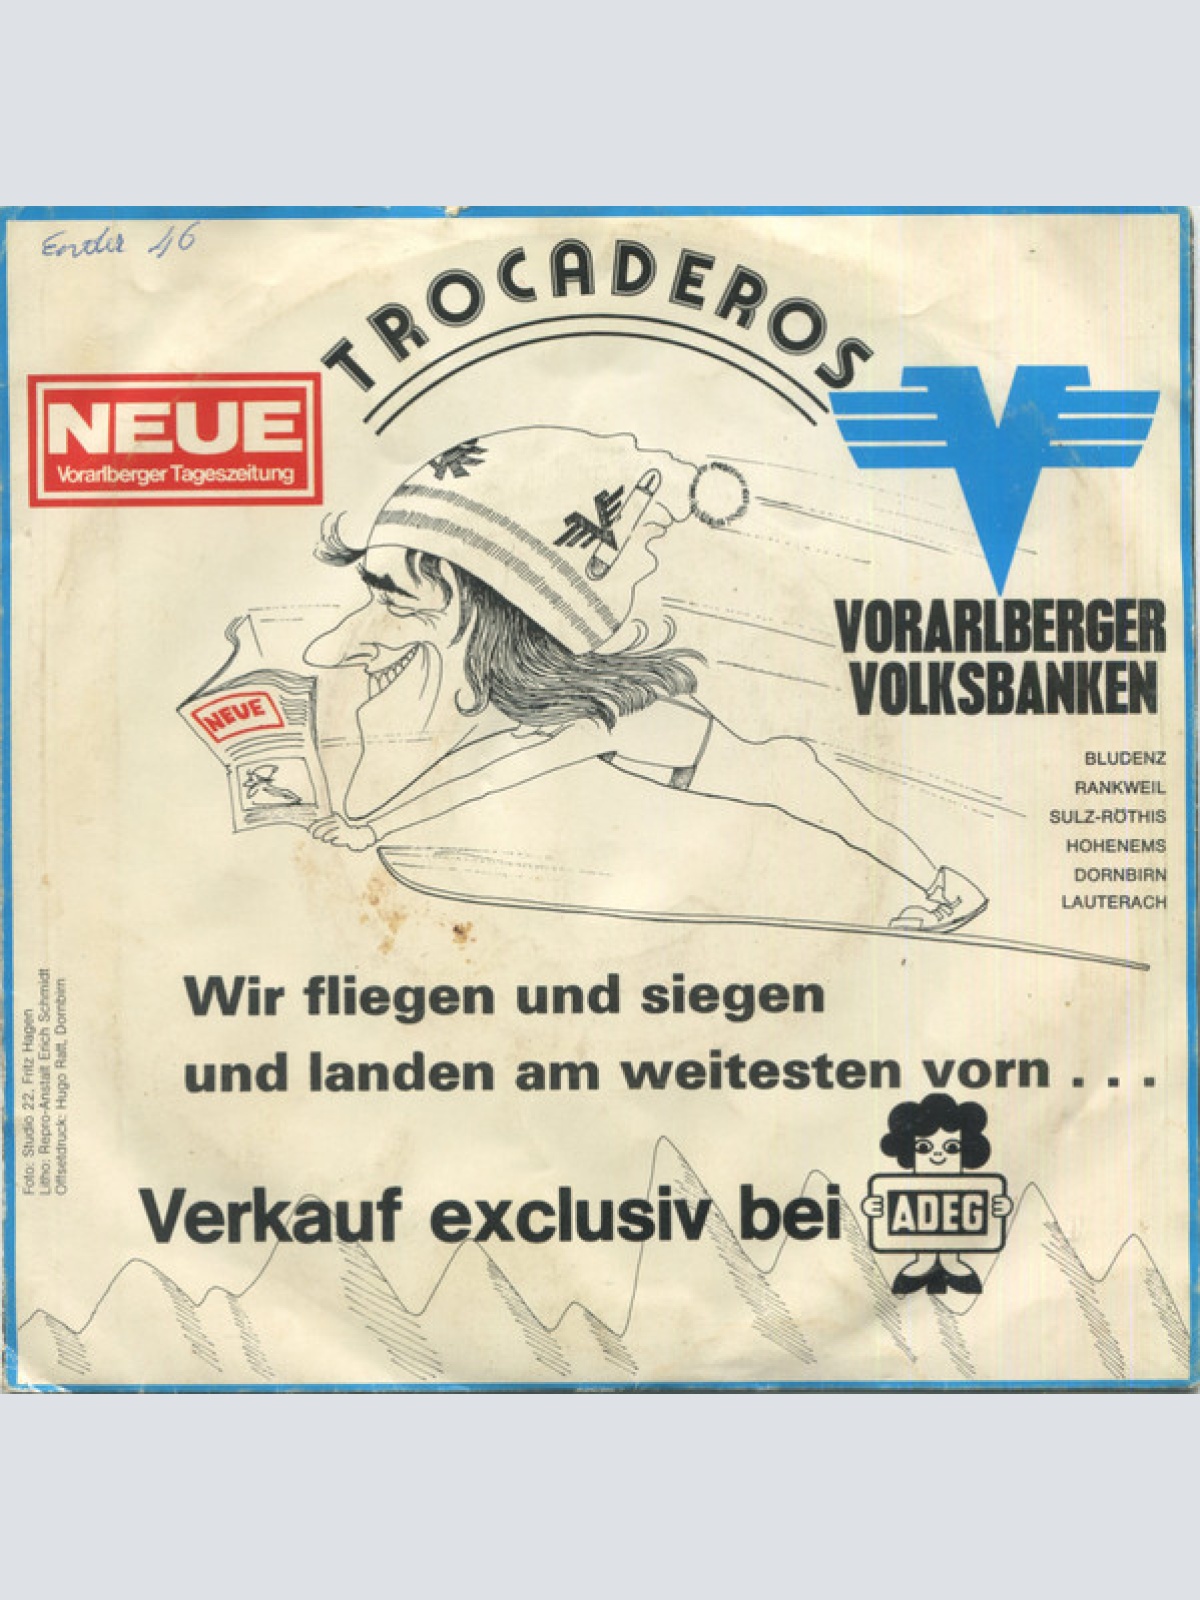 46
TROCADEROS
NEUE
Vorarlberger Tageszeitung
NEUE
VORARLBERGER
VOLKSBANKEN
BLUDENZ
RANKWEIL
SULZ-RÖTHIS
HOHENEMS
DORNBIRN
LAUTERACH
Wir fliegen und siegen
und landen am weitesten vorn . . .
Verkauf exclusiv bei ADEG
Foto: Studio 22, Fritz Hagen
Litho: Repro-Anstalt Erich Schmidt
Offsetdruck: Hugo Raff, Dornbirn